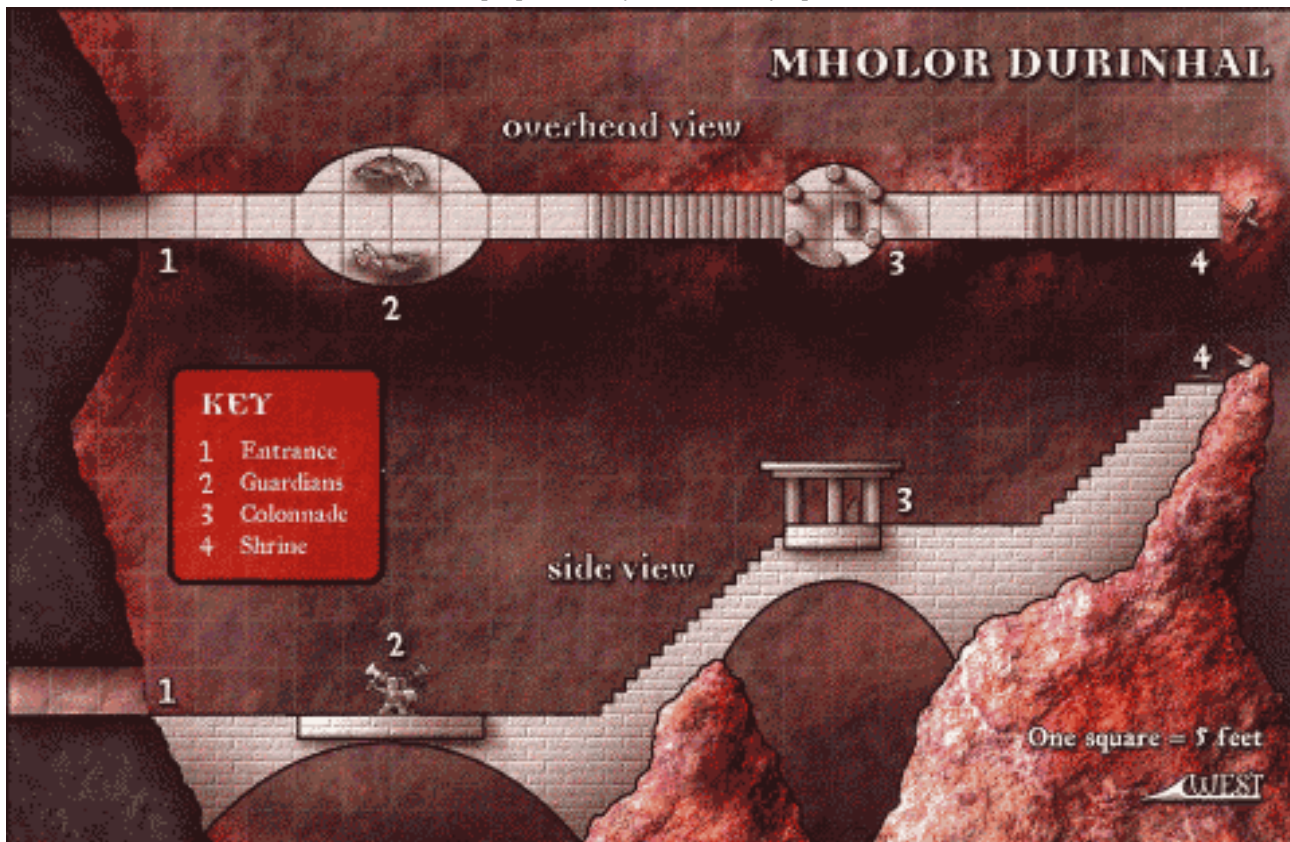 MHOLOR DURINHAL
overhead view
1
2
3
4
KEY
1 Entrance
2 Guardians
3 Colonnade
4 Shrine
4
3
side view
2
1
One square = 5 feet
WEST